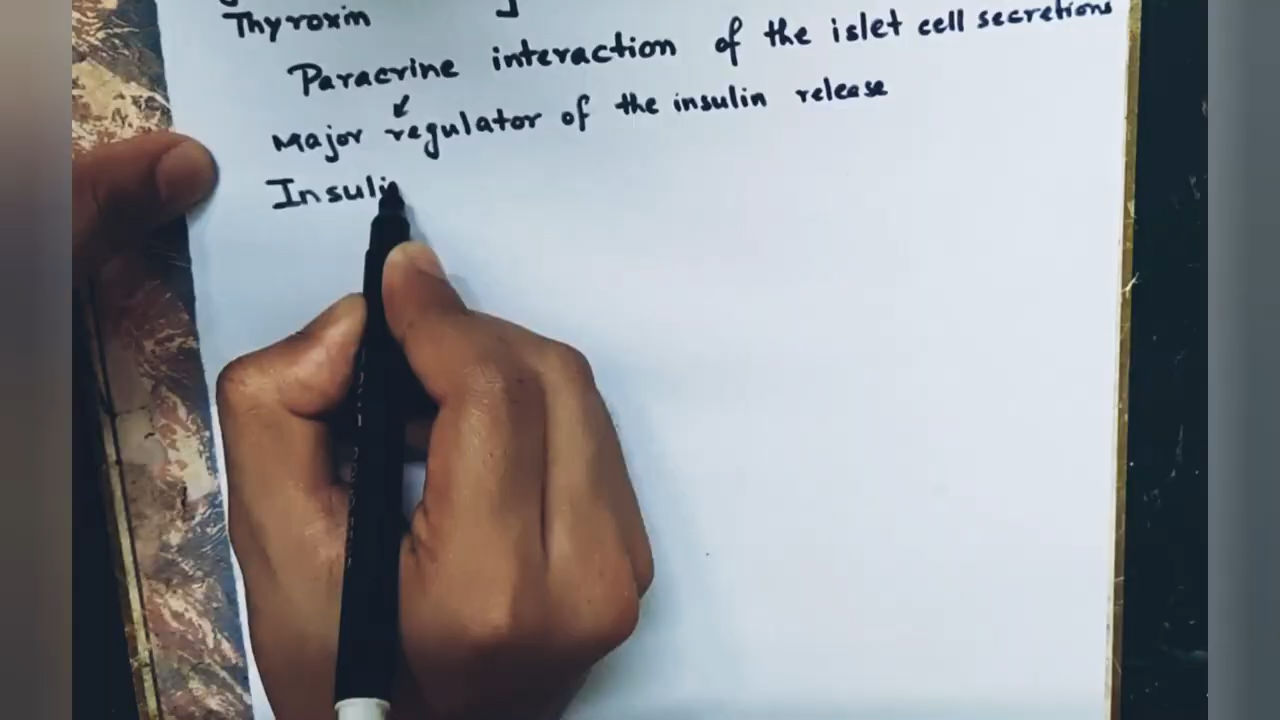 Thyroxin
Paracrine interaction of the islet cell secretions
Major regulator of the insulin release
Insuli